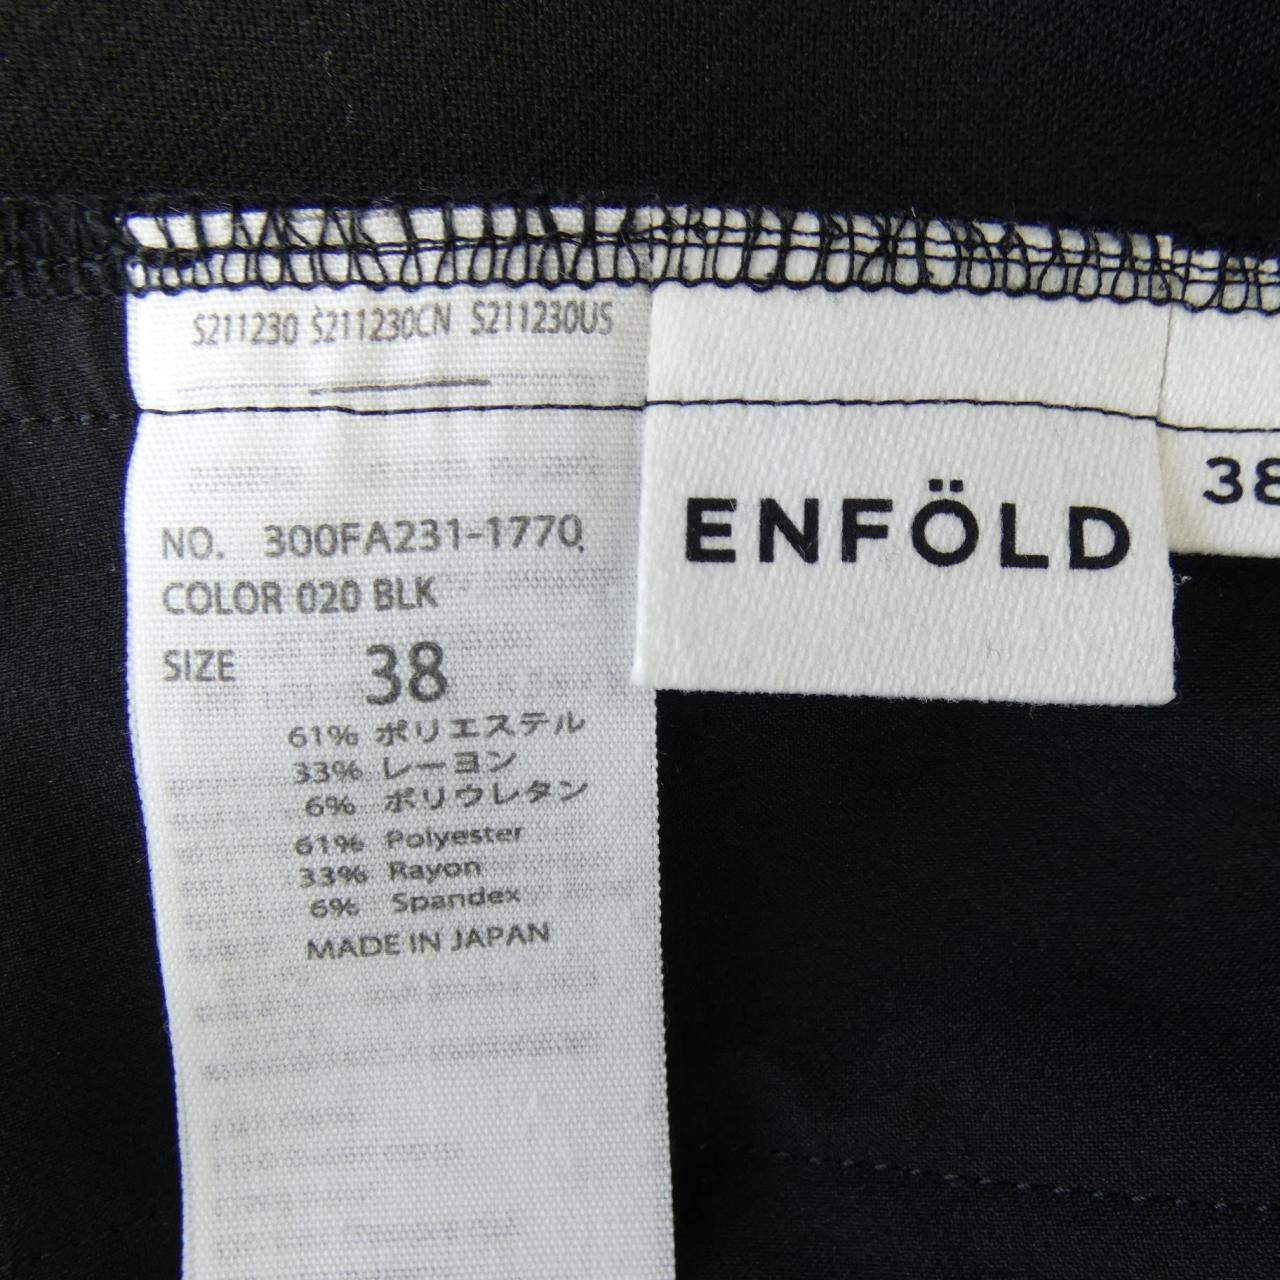 S211230 S211230CN S211230US
NO. 300FA231-1770
COLOR 020 BLK
SIZE 38
61% ポリエステル
33% レーヨン
6% ポリウレタン
61% Polyester
33% Rayon
6% Spandex
MADE IN JAPAN
ENFÖLD
38